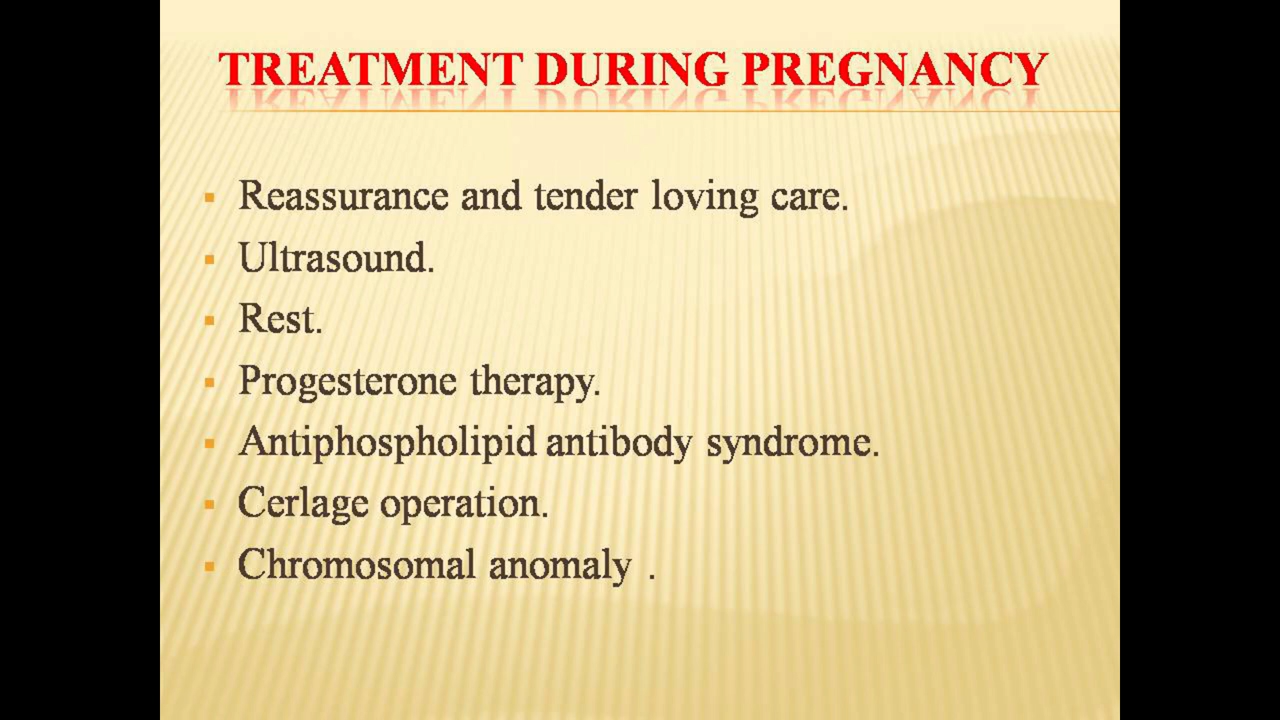 TREATMENT DURING PREGNANCY
Reassurance and tender loving care.
Ultrasound.
Rest.
Progesterone therapy.
Antiphospholipid antibody syndrome.
Cerlage operation.
Chromosomal anomaly .